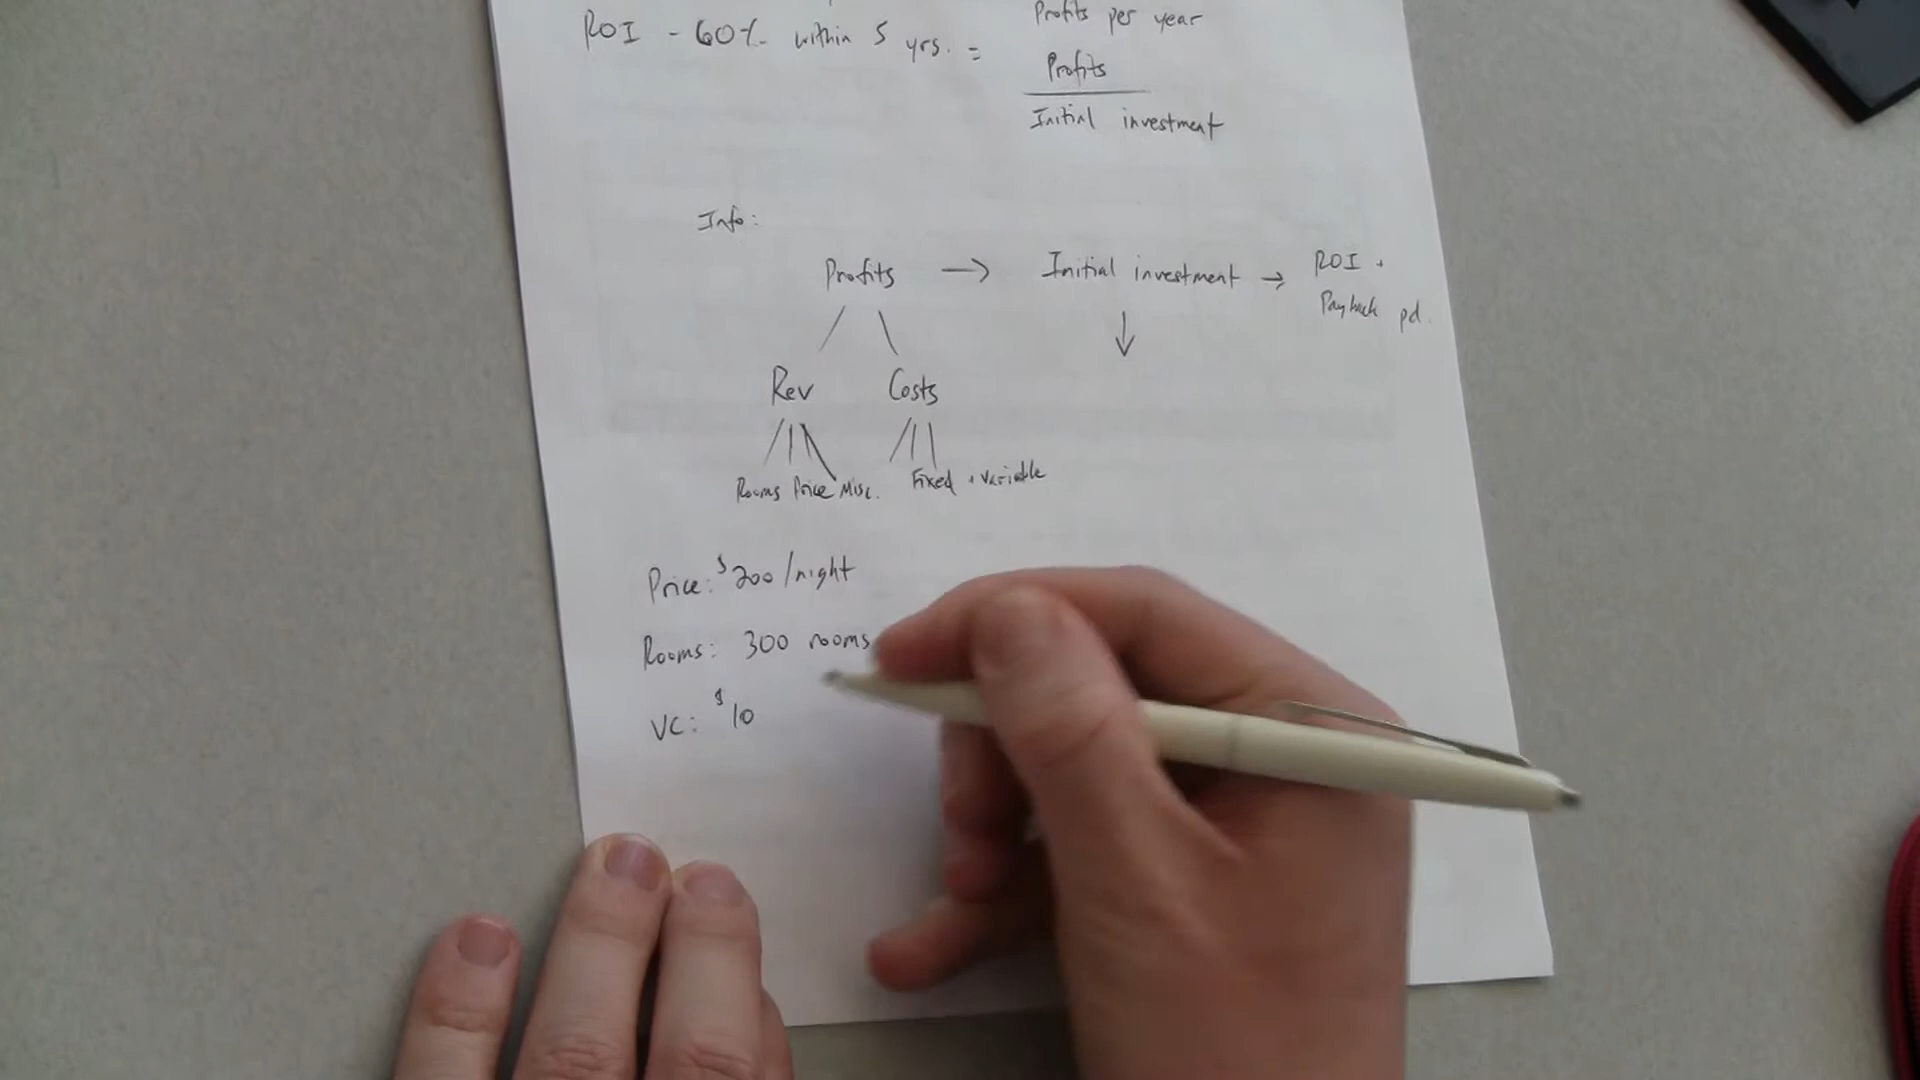 Profits per year
ROI - 60% within 5 yrs. =
Profits
Initial investment
Info:
Profits → Initial investment → ROI +
Payback pd.
↓
Rev Costs
Rooms Price Misc. Fixed + variable
Price: $200/night
Rooms: 300 rooms
VC: $10